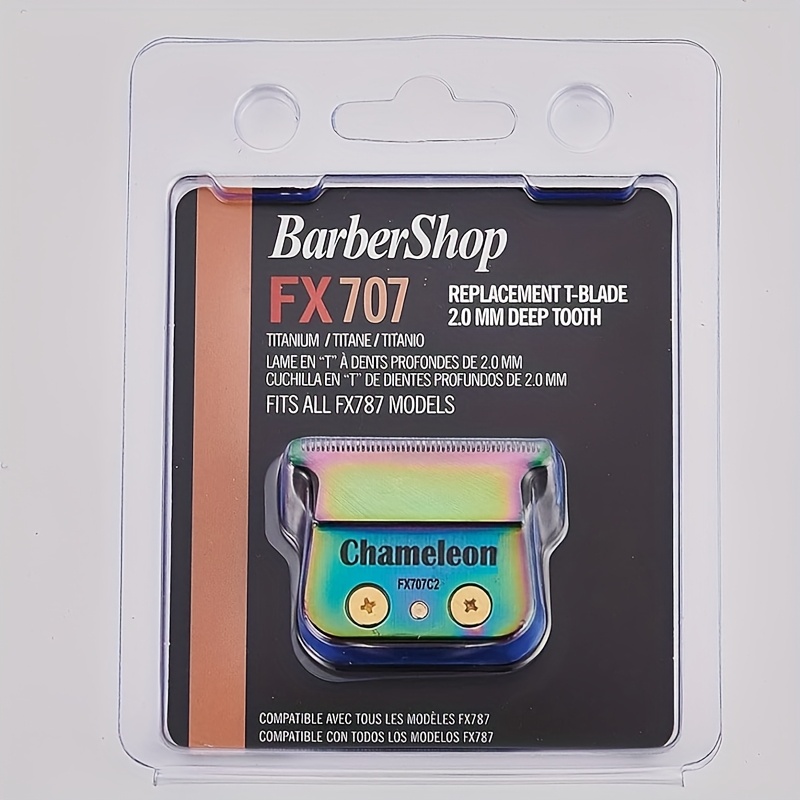 BarberShop
FX 707
REPLACEMENT T-BLADE
2.0 MM DEEP TOOTH
TITANIUM / TITANE / TITANIO
LAME EN “T” À DENTS PROFONDES DE 2.0 MM
CUCHILLA EN “T” DE DIENTES PROFUNDOS DE 2.0 MM
FITS ALL FX787 MODELS
Chameleon
FX707C2
COMPATIBLE AVEC TOUS LES MODÈLES FX787
COMPATIBLE CON TODOS LOS MODELOS FX787